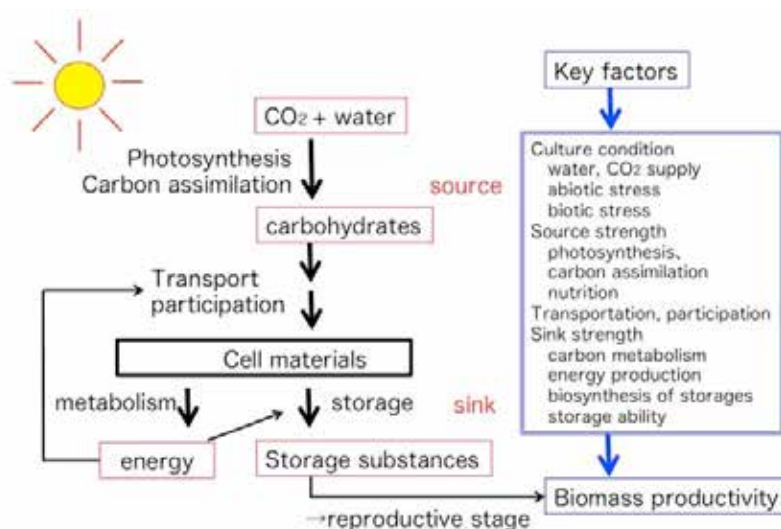 Key factors
CO₂ + water
Photosynthesis
Carbon assimilation
source
carbohydrates
Transport
participation
Cell materials
metabolism
storage
sink
energy
Storage substances
→reproductive stage
Culture condition
water, CO₂ supply
abiotic stress
biotic stress
Source strength
photosynthesis、
carbon assimilation
nutrition
Transportation, participation
Sink strength
carbon metabolism
energy production
biosynthesis of storages
storage ability
Biomass productivity